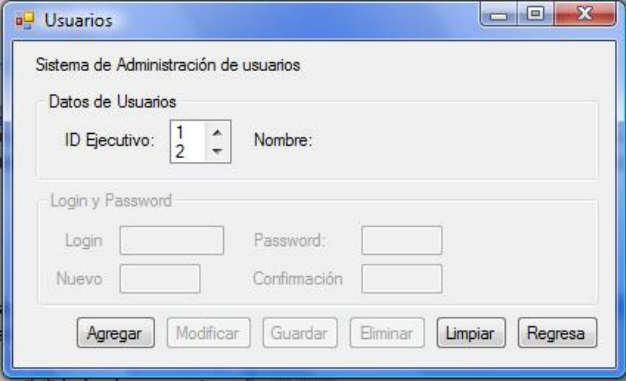 Usuarios
Sistema de Administración de usuarios
Datos de Usuarios
ID Ejecutivo: 1 Nombre:
2
Login y Password
Login Password:
Nuevo Confirmación
Agregar Modificar Guardar Eliminar Limpiar Regresa